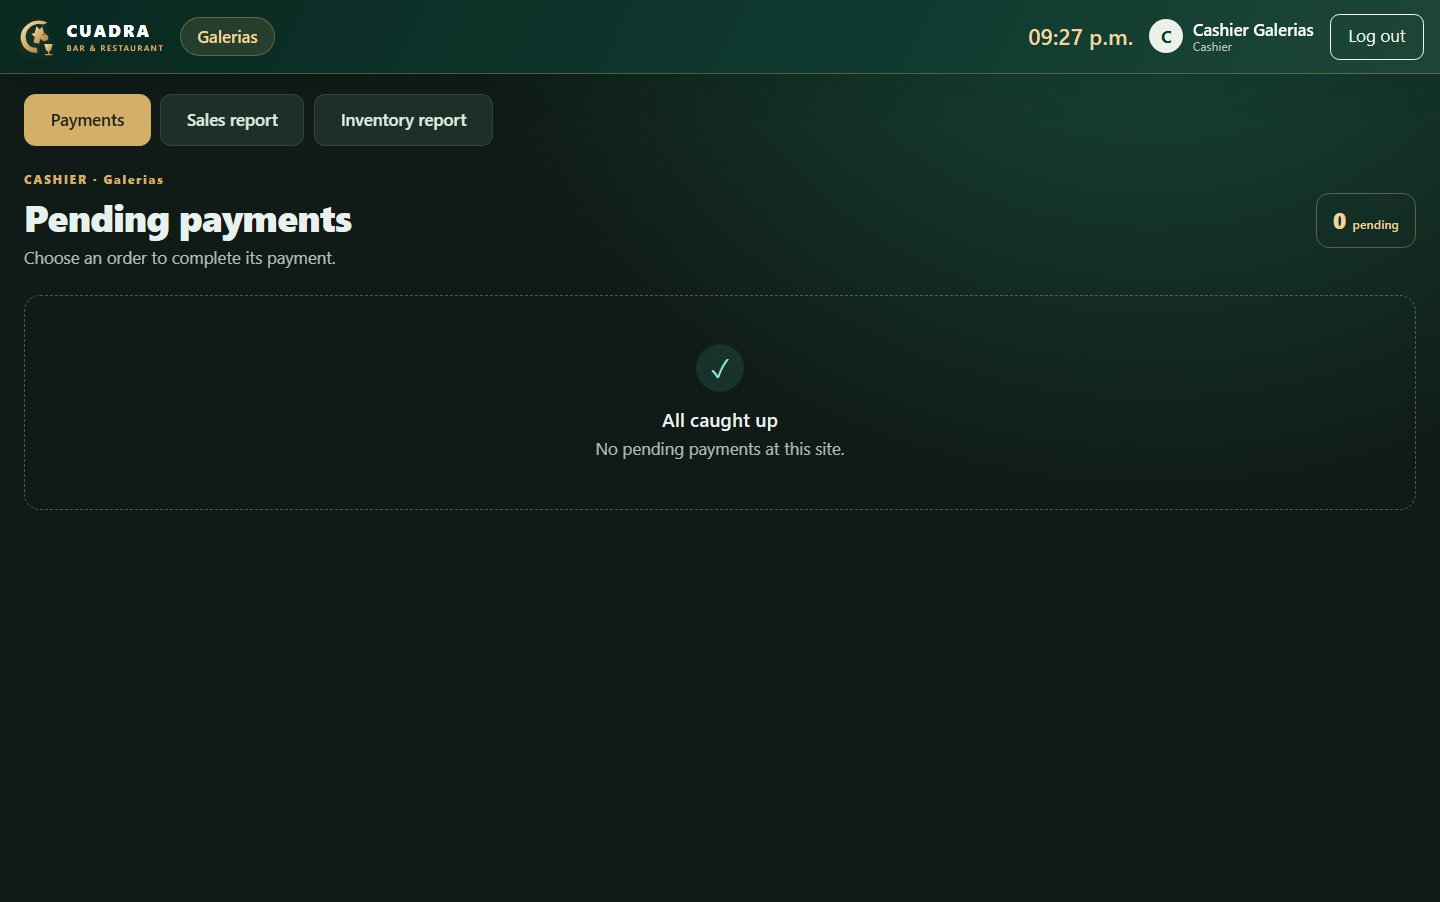 CUADRA
BAR & RESTAURANT
Galerias
09:27 p.m.
C
Cashier Galerias
Cashier
Log out
Payments
Sales report
Inventory report
CASHIER · Galerias
Pending payments
Choose an order to complete its payment.
0 pending
All caught up
No pending payments at this site.